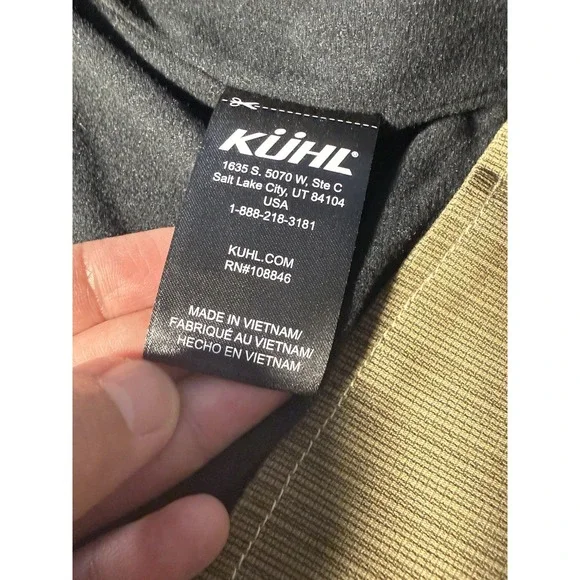 KÜHL®
1635 S. 5070 W, Ste C
Salt Lake City, UT 84104
USA
1-888-218-3181
KUHL.COM
RN#108846
MADE IN VIETNAM/
FABRIQUÉ AU VIETNAM/
HECHO EN VIETNAM